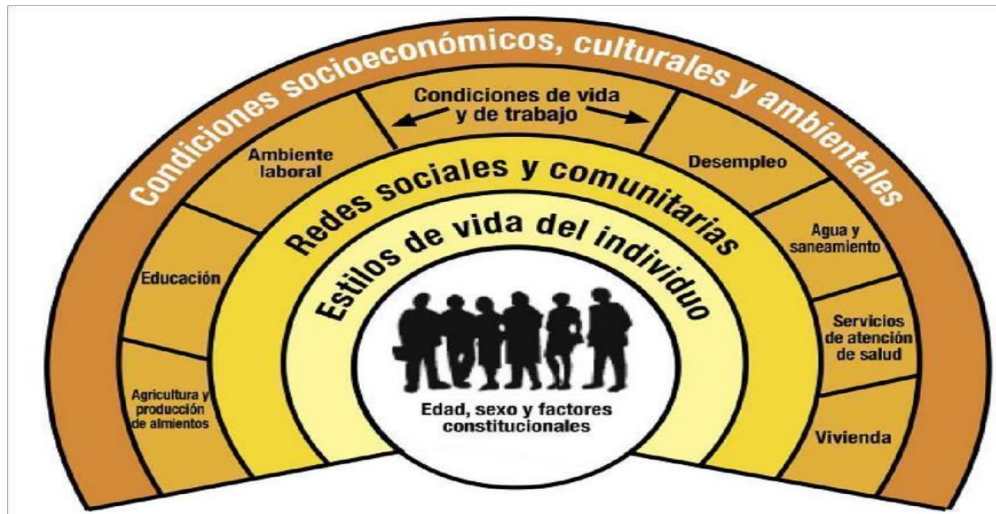 Condiciones socioeconómicos, culturales y ambientales
Condiciones de vida
y de trabajo
Ambiente
laboral
Desempleo
Educación
Agua y
saneamiento
Agricultura y
producción
de almientos
Servicios
de atención
de salud
Vivienda
Redes sociales y comunitarias
Estilos de vida del individuo
Edad, sexo y factores
constitucionales